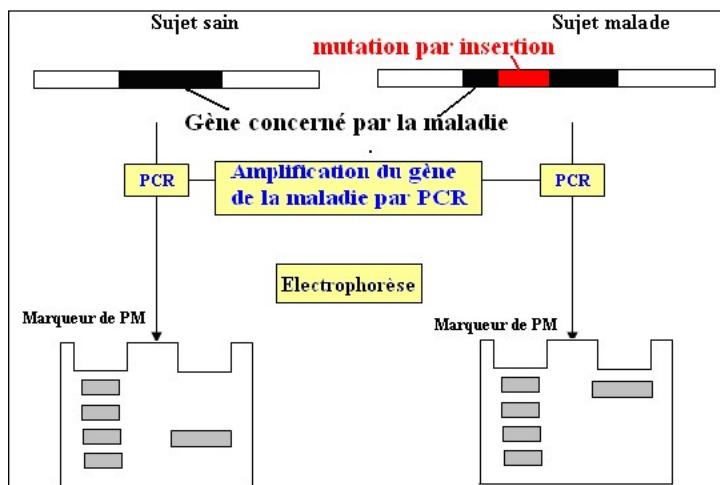 Sujet sain
Sujet malade
mutation par insertion
Gène concerné par la maladie
PCR
Amplification du gène
de la maladie par PCR
PCR
Electrophorèse
Marqueur de PM
Marqueur de PM